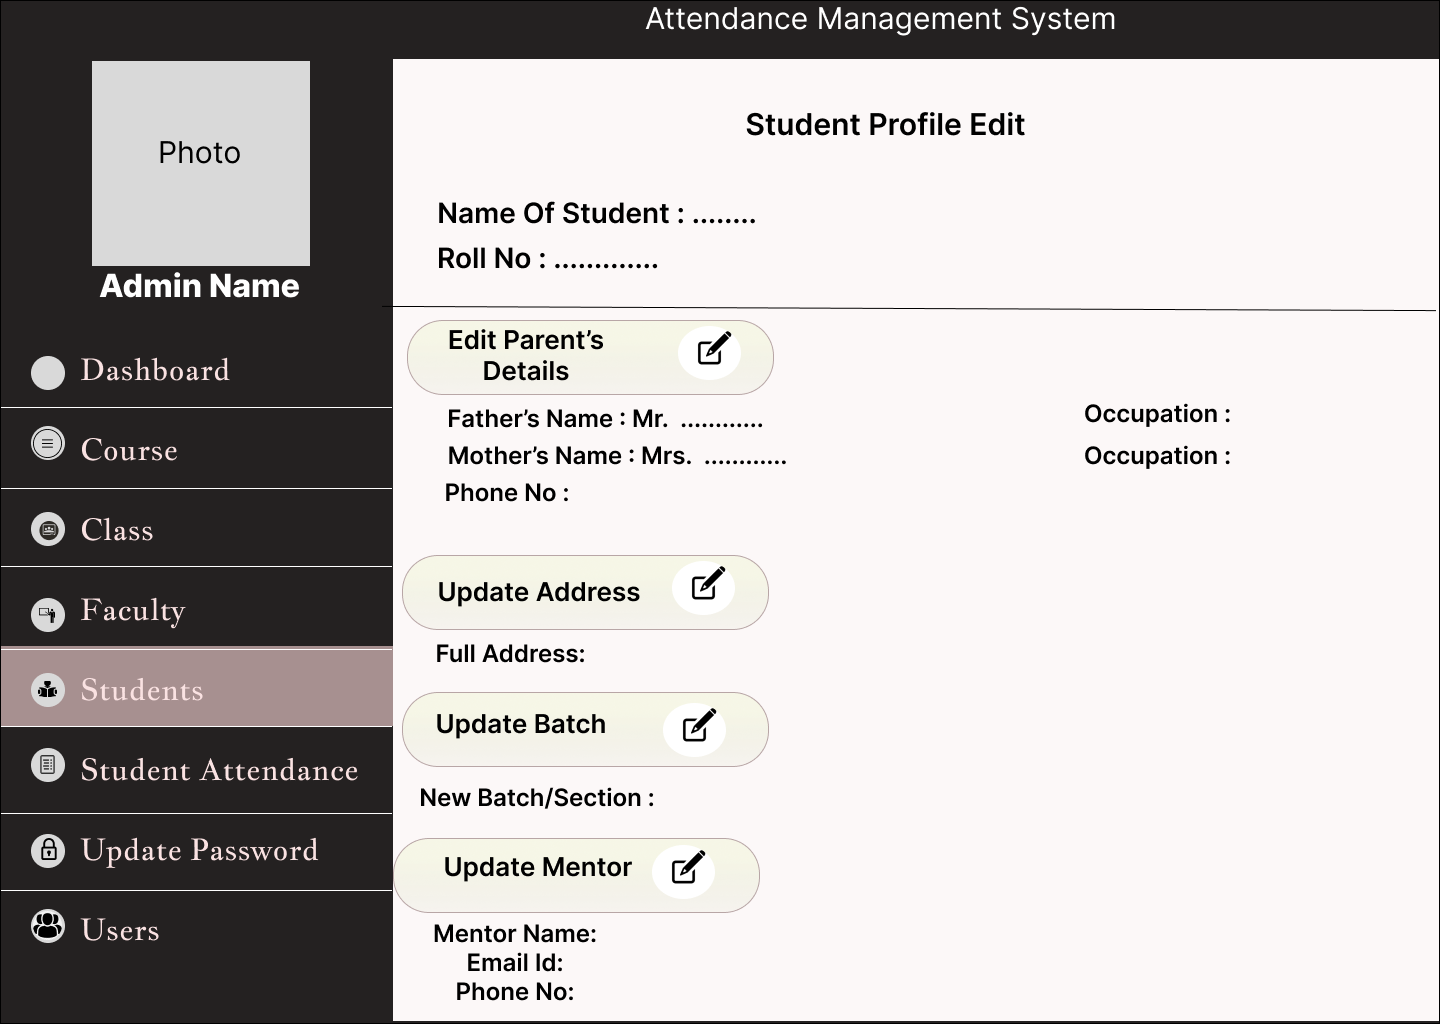 Attendance Management System
Photo
Admin Name
Dashboard
Course
Class
Faculty
Students
Student Attendance
Update Password
Users
Student Profile Edit
Name Of Student : ........
Roll No : .............
Edit Parent’s
Details
Father’s Name : Mr. ............
Occupation :
Mother’s Name : Mrs. ............
Occupation :
Phone No :
Update Address
Full Address:
Update Batch
New Batch/Section :
Update Mentor
Mentor Name:
Email Id:
Phone No: